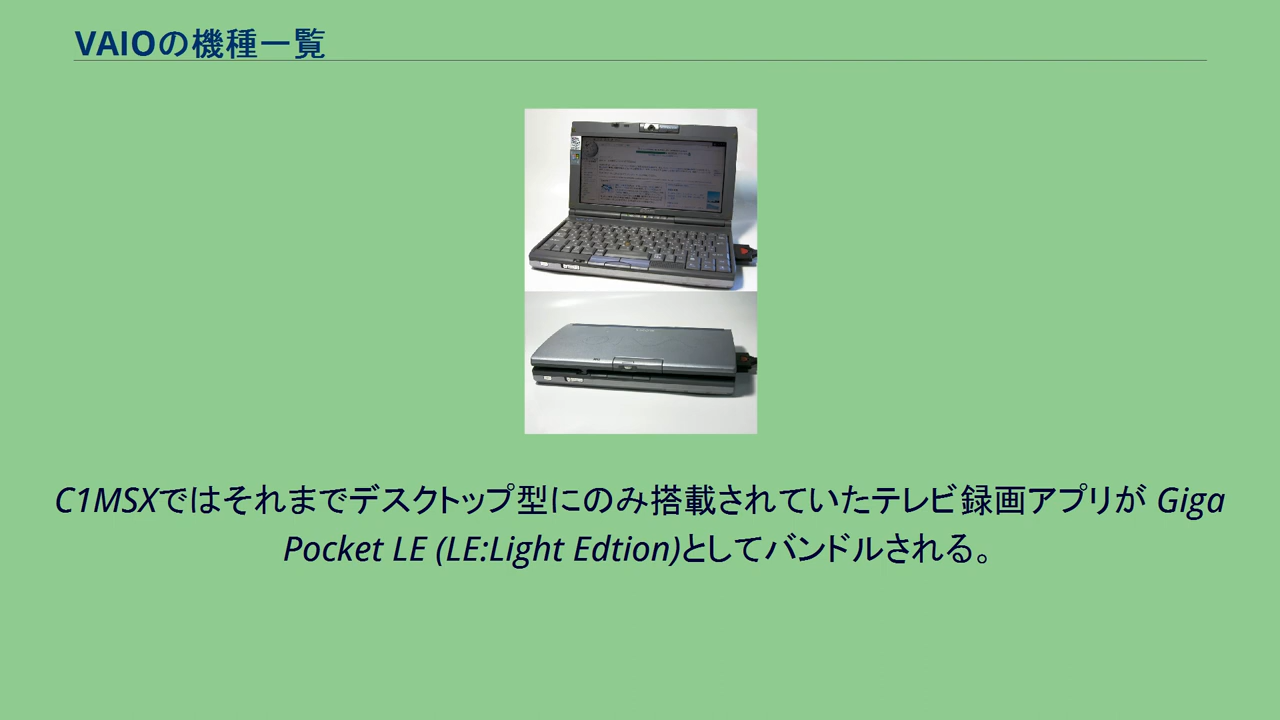 VAIOの機種一覧
C1MSXではそれまでデスクトップ型にのみ搭載されていたテレビ録画アプリが Giga
Pocket LE (LE:Light Edtion)としてバンドルされる。